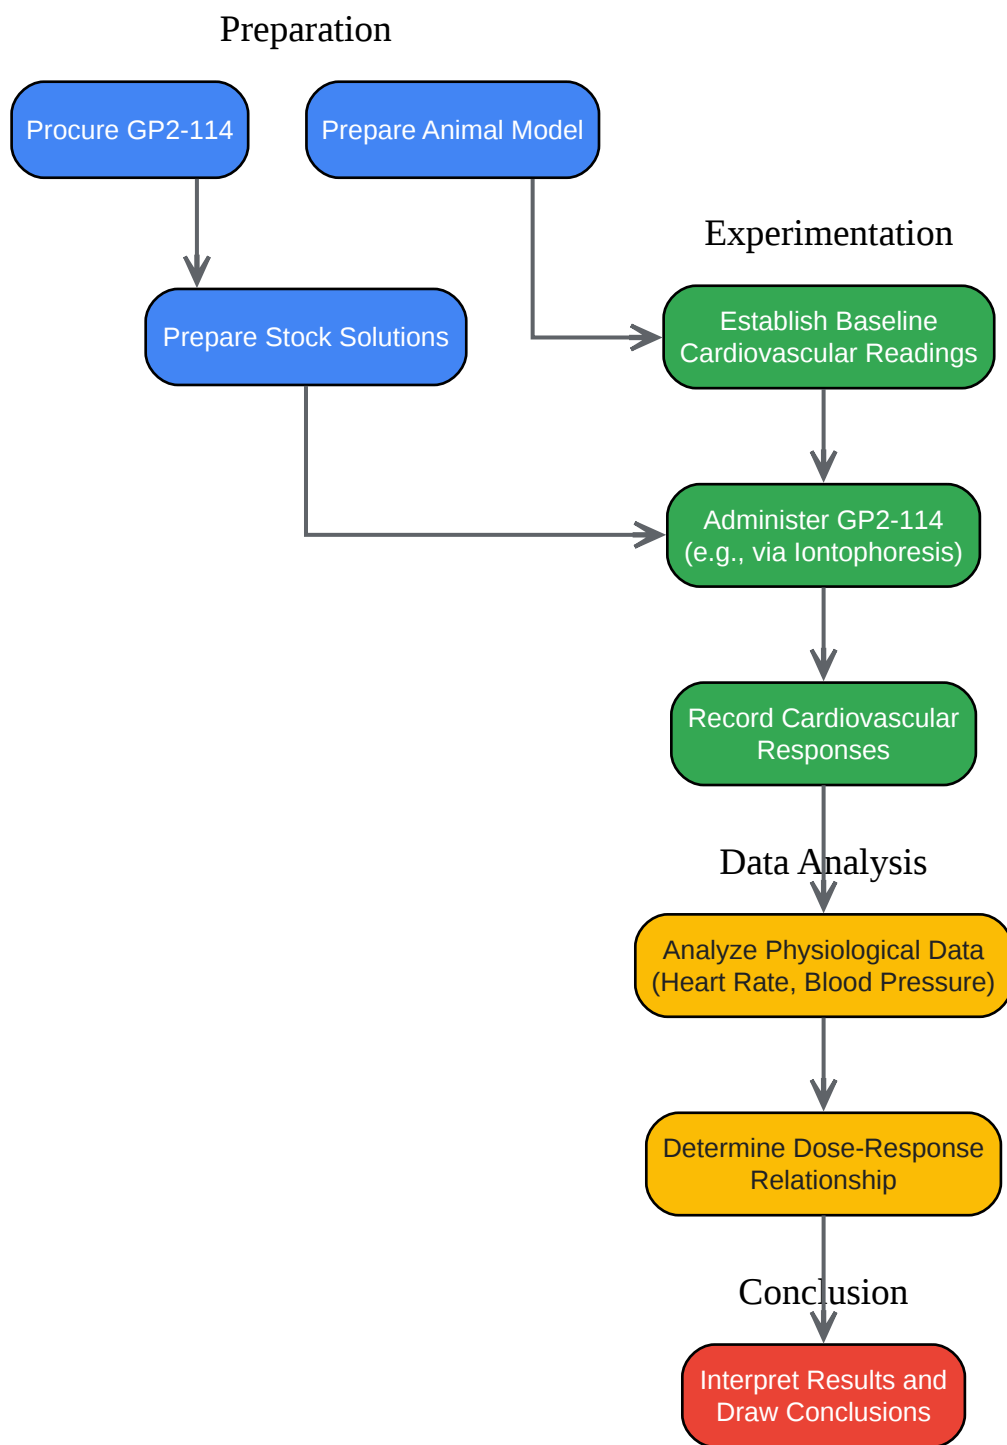 Preparation
Procure GP2-114
Prepare Animal Model
Experimentation
Prepare Stock Solutions
Establish Baseline
Cardiovascular Readings
Administer GP2-114
(e.g., via Iontophoresis)
Record Cardiovascular
Responses
Data Analysis
Analyze Physiological Data
(Heart Rate, Blood Pressure)
Determine Dose-Response
Relationship
Conclusion
Interpret Results and
Draw Conclusions